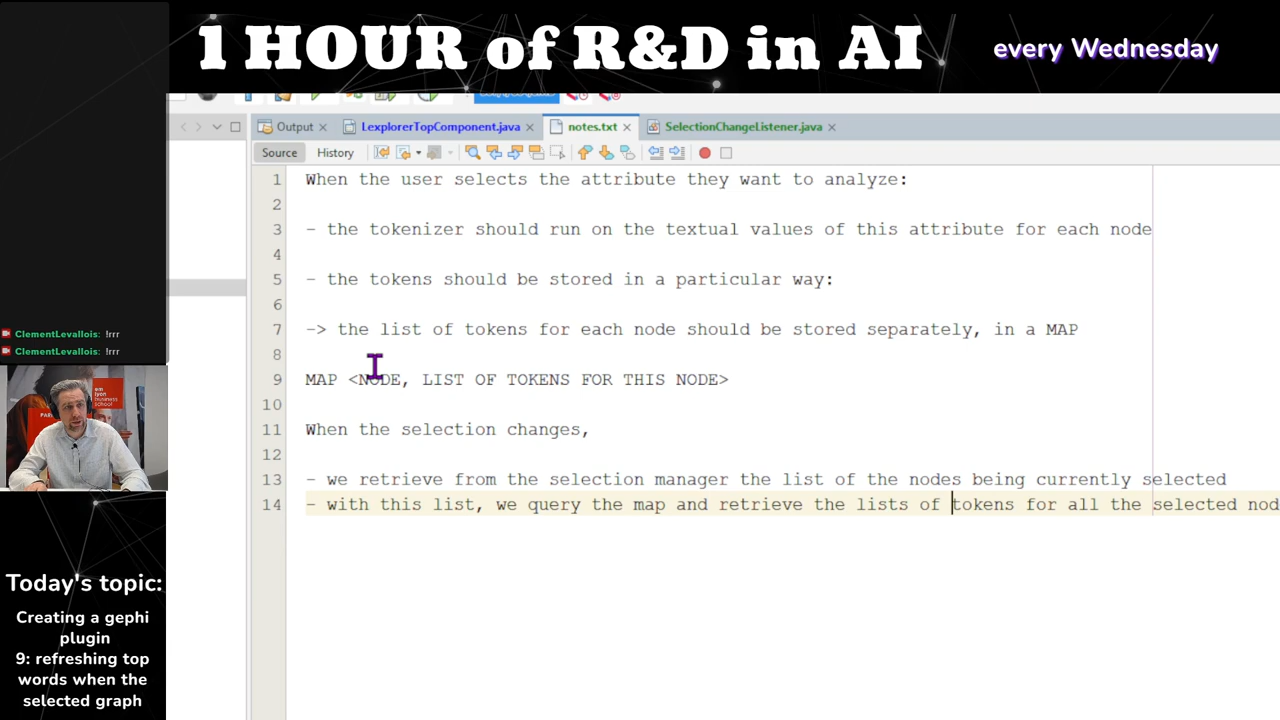 1 HOUR of R&D in AI
every Wednesday
Output
LexplorerTopComponent.java
notes.txt
SelectionChangeListener.java
Source
History
1 When the user selects the attribute they want to analyze:
2
3 - the tokenizer should run on the textual values of this attribute for each node
4
5 - the tokens should be stored in a particular way:
6
7 -> the list of tokens for each node should be stored separately, in a MAP
8
9 MAP <NODE, LIST OF TOKENS FOR THIS NODE>
10
11 When the selection changes,
12
13 - we retrieve from the selection manager the list of the nodes being currently selected
14 - with this list, we query the map and retrieve the lists of tokens for all the selected nod
ClementLevallois: !rrr
ClementLevallois: !rrr
em
lyon
business
school
Today's topic:
Creating a gephi
plugin
9: refreshing top
words when the
selected graph